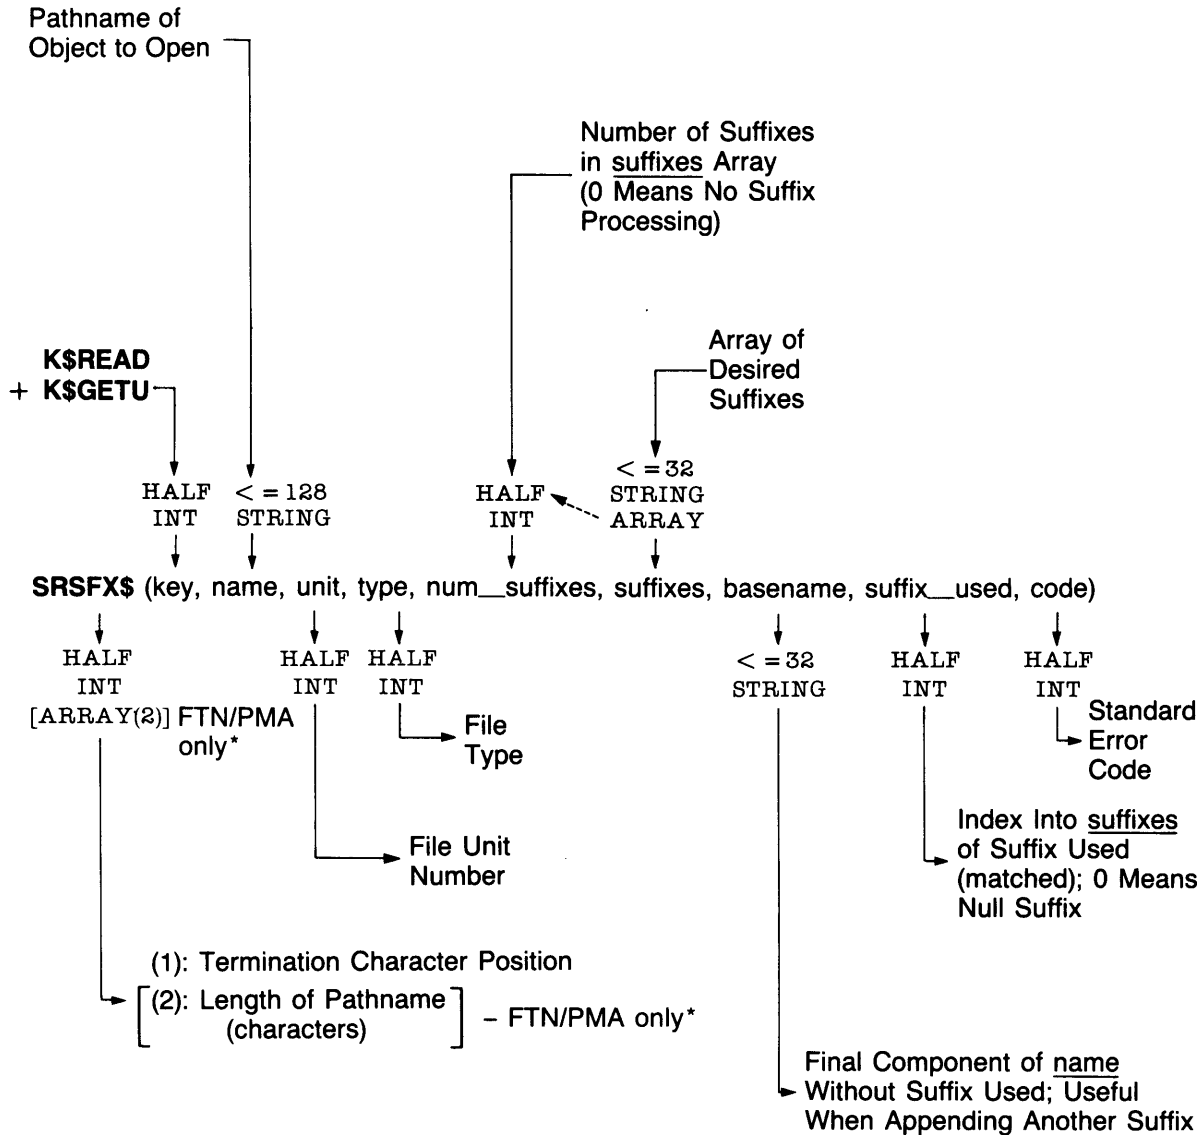 Pathname of
Object to Open
Number of Suffixes
in suffixes Array
(0 Means No Suffix
Processing)
Array of
Desired
Suffixes
K$READ
+ K$GETU
HALF
INT
< =128
STRING
HALF
INT
< =32
STRING
ARRAY
SRSFX$ (key, name, unit, type, num__suffixes, suffixes, basename, suffix__used, code)
HALF
INT
[ARRAY(2)] FTN/PMA
only*
HALF
INT
HALF
INT
< =32
STRING
HALF
INT
HALF
INT
File
Type
Standard
Error
Code
File Unit
Number
Index Into suffixes
of Suffix Used
(matched); 0 Means
Null Suffix
(1): Termination Character Position
[(2): Length of Pathname
(characters)] – FTN/PMA only*
Final Component of name
Without Suffix Used; Useful
When Appending Another Suffix